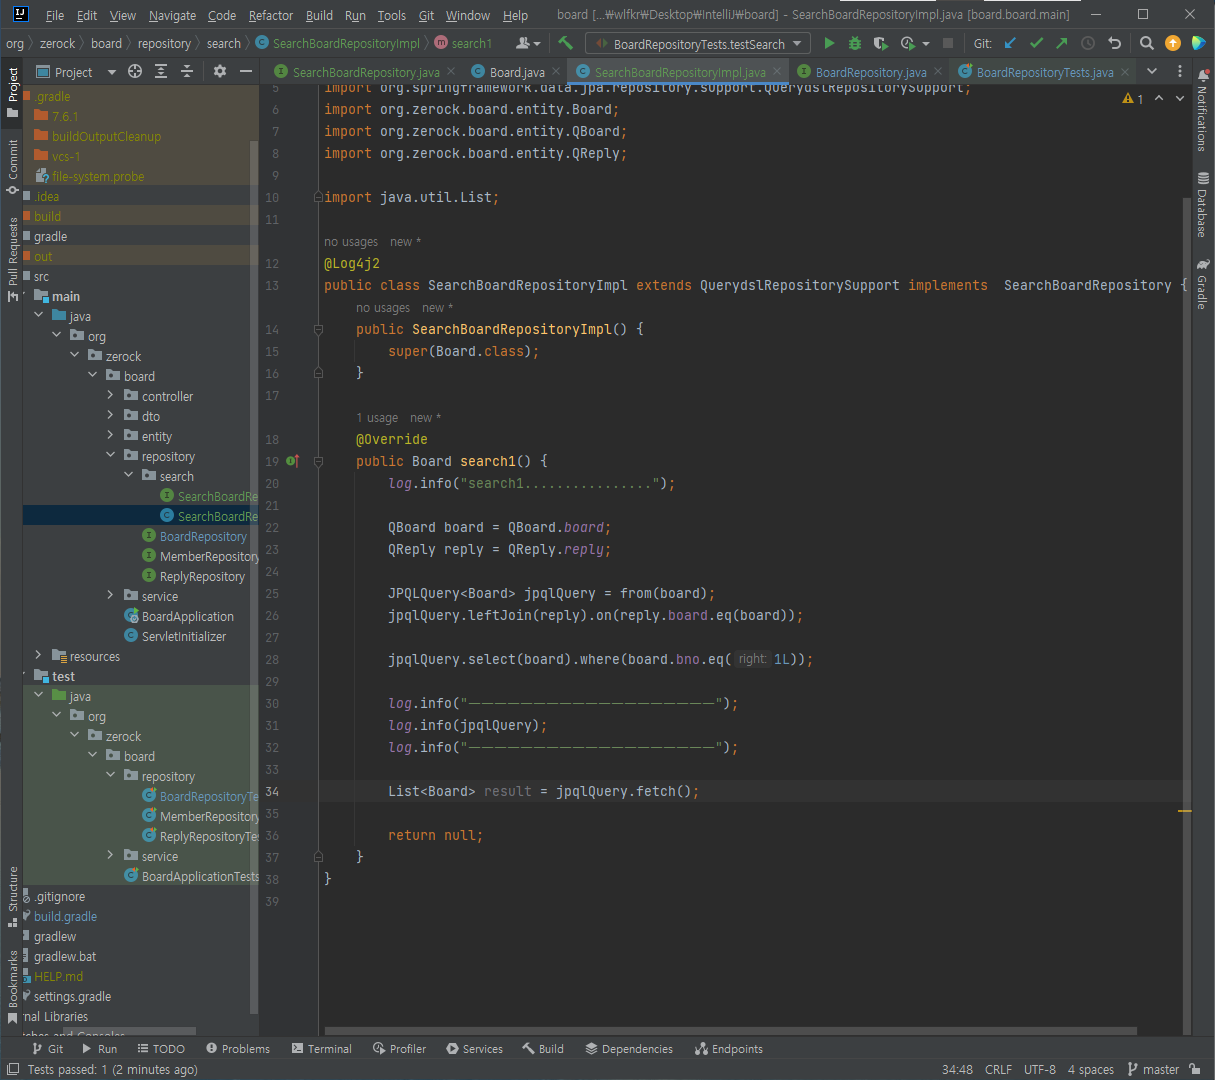 File Edit View Navigate Code Refactor Build Run Tools Git Window Help board [...₩wlfkr₩Desktop₩IntelliJ₩board] - SearchBoardRepositoryImpl.java [board.board.main]
org zerock board repository search SearchBoardRepositoryImpl search1 BoardRepositoryTests.testSearch Git:
Project SearchBoardRepository.java Board.java SearchBoardRepositoryImpl.java BoardRepository.java BoardRepositoryTests.java
Project
Commit
Pull Requests
Structure
Bookmarks
.gradle
7.6.1
buildOutputCleanup
vcs-1
file-system.probe
.idea
build
gradle
out
src
main
java
org
zerock
board
controller
dto
entity
repository
search
SearchBoardRe
SearchBoardRe
BoardRepository
MemberRepository
ReplyRepository
service
BoardApplication
ServletInitializer
resources
test
java
org
zerock
board
repository
BoardRepositoryTe
MemberRepository
ReplyRepositoryTes
service
BoardApplicationTests
.gitignore
build.gradle
gradlew
gradlew.bat
HELP.md
settings.gradle
nal Libraries
tches and Consoles
5 import org.springframework.data.jpa.repository.support.QuerydslRepositorySupport;
6 import org.zerock.board.entity.Board;
7 import org.zerock.board.entity.QBoard;
8 import org.zerock.board.entity.QReply;
9
10 import java.util.List;
11
no usages new *
12 @Log4j2
13 public class SearchBoardRepositoryImpl extends QuerydslRepositorySupport implements  SearchBoardRepository {
no usages new *
14 public SearchBoardRepositoryImpl() {
15 super(Board.class);
16 }
17
1 usage new *
18 @Override
19 public Board search1() {
20 log.info("search1................");
21
22 QBoard board = QBoard.board;
23 QReply reply = QReply.reply;
24
25 JPQLQuery<Board> jpqlQuery = from(board);
26 jpqlQuery.leftJoin(reply).on(reply.board.eq(board));
27
28 jpqlQuery.select(board).where(board.bno.eq( right: 1L));
29
30 log.info("———————————————————");
31 log.info(jpqlQuery);
32 log.info("———————————————————");
33
34 List<Board> result = jpqlQuery.fetch();
35
36 return null;
37 }
38 }
39
1
Notifications
Database
Gradle
Git Run TODO Problems Terminal Profiler Services Build Dependencies Endpoints
Tests passed: 1 (2 minutes ago) 34:48 CRLF UTF-8 4 spaces master